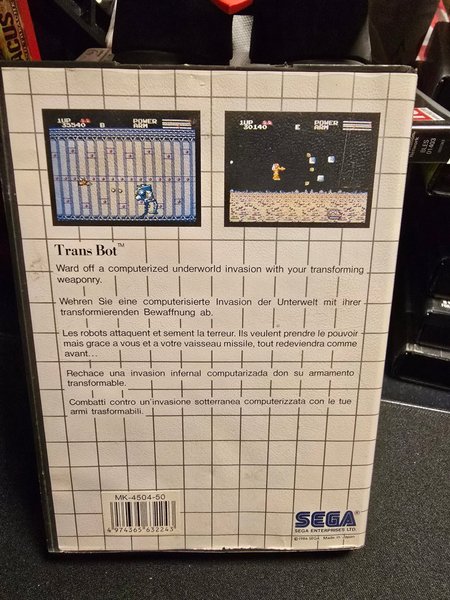 1UP
35540 B
POWER
ARM
1UP
30140 E
POWER
ARM
Trans Bot™
Ward off a computerized underworld invasion with your transforming
weaponry.
Wehren Sie eine computerisierte Invasion der Unterwelt mit ihrer
transformierenden Bewaffnung ab.
Les robots attaquent et sement la terreur. Ils veulent prendre le pouvoir
mais grace a vous et a votre vaisseau missile, tout redeviendra comme
avant...
Rechace una invasion infernal computarizada don su armamento
transformable.
Combatti contro un'invasione sotterranea computerizzata con le tue
armi trasformabili.
MK-4504-50
4 974365 632243
SEGA®
SEGA ENTERPRISES LTD.
©1986 SEGA Made in Japan